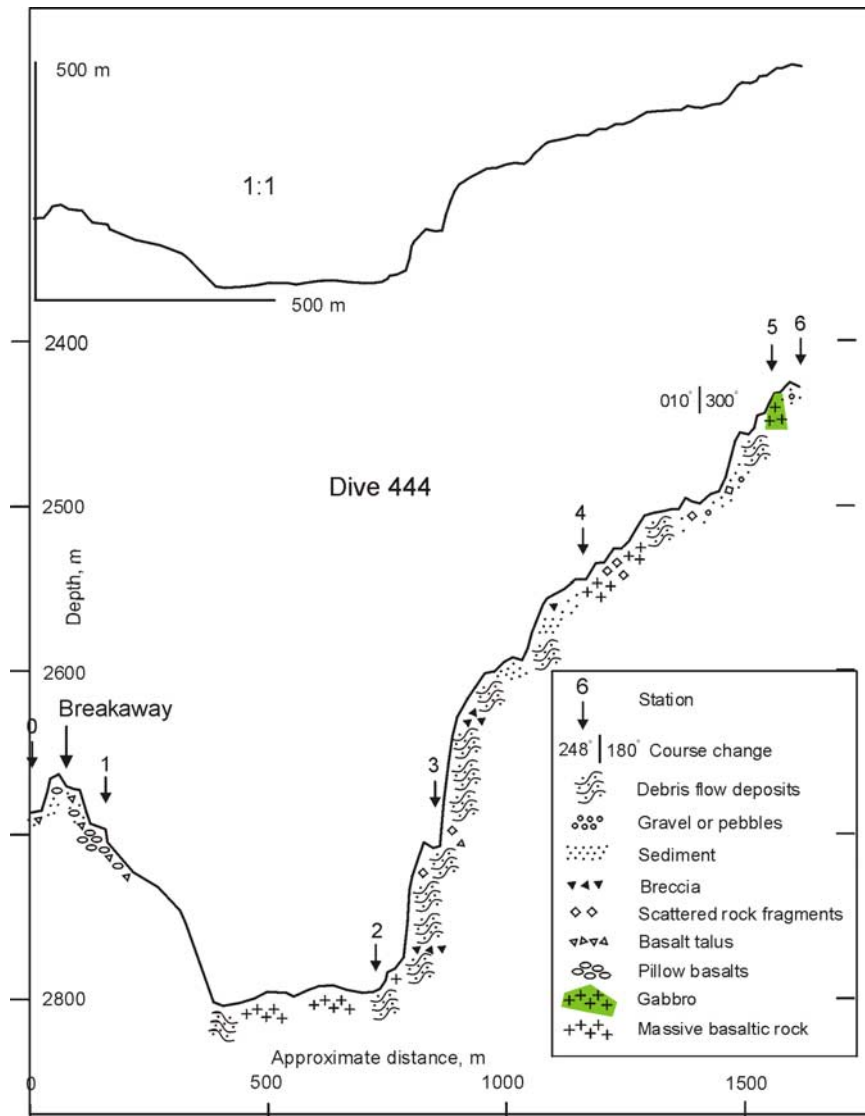 500 m
1:1
500 m
2400
5
6
010° | 300°
Dive 444
2500
4
Depth, m
2600
Breakaway
0
1
3
2
2800
Approximate distance, m
0
500
1000
1500
6
Station
248° | 180° Course change
Debris flow deposits
Gravel or pebbles
Sediment
Breccia
Scattered rock fragments
Basalt talus
Pillow basalts
Gabbro
Massive basaltic rock